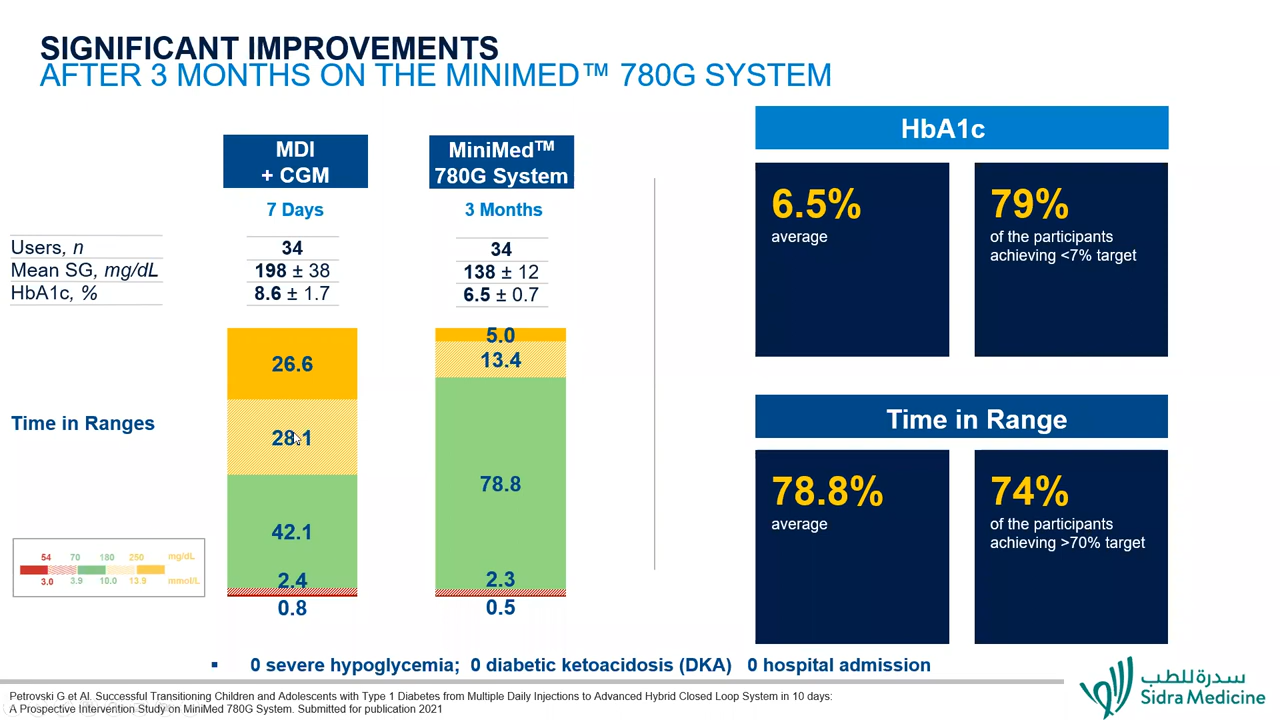 SIGNIFICANT IMPROVEMENTS
AFTER 3 MONTHS ON THE MINIMED™ 780G SYSTEM
MDI
+ CGM
MiniMed™
780G System
7 Days
3 Months
Users, n
34
34
Mean SG, mg/dL
198 ± 38
138 ± 12
HbA1c, %
8.6 ± 1.7
6.5 ± 0.7
Time in Ranges
26.6
28.1
42.1
2.4
0.8
5.0
13.4
78.8
2.3
0.5
54 70 180 250 mg/dL
3.0 3.9 10.0 13.9 mmol/L
HbA1c
6.5%
average
79%
of the participants
achieving <7% target
Time in Range
78.8%
average
74%
of the participants
achieving >70% target
▪ 0 severe hypoglycemia; 0 diabetic ketoacidosis (DKA) 0 hospital admission
Petrovski G et Al. Successful Transitioning Children and Adolescents with Type 1 Diabetes from Multiple Daily Injections to Advanced Hybrid Closed Loop System in 10 days:
A Prospective Intervention Study on MiniMed 780G System. Submitted for publication 2021
سدرة للطب
Sidra Medicine